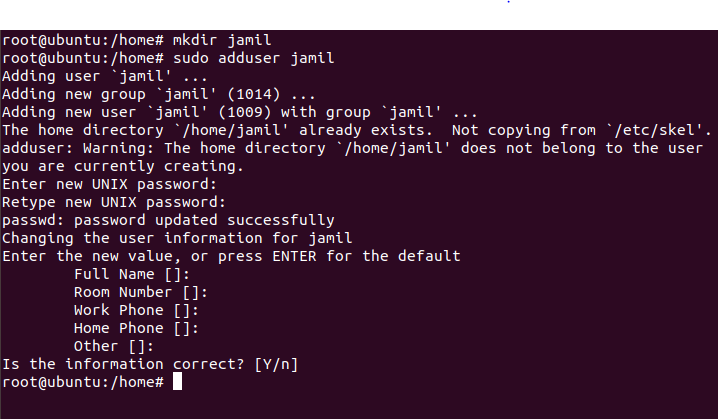 root@ubuntu:/home# mkdir jamil
root@ubuntu:/home# sudo adduser jamil
Adding user `jamil' ...
Adding new group `jamil' (1014) ...
Adding new user `jamil' (1009) with group `jamil' ...
The home directory `/home/jamil' already exists.  Not copying from `/etc/skel'.
adduser: Warning: The home directory `/home/jamil' does not belong to the user
you are currently creating.
Enter new UNIX password:
Retype new UNIX password:
passwd: password updated successfully
Changing the user information for jamil
Enter the new value, or press ENTER for the default
        Full Name []:
        Room Number []:
        Work Phone []:
        Home Phone []:
        Other []:
Is the information correct? [Y/n]
root@ubuntu:/home#